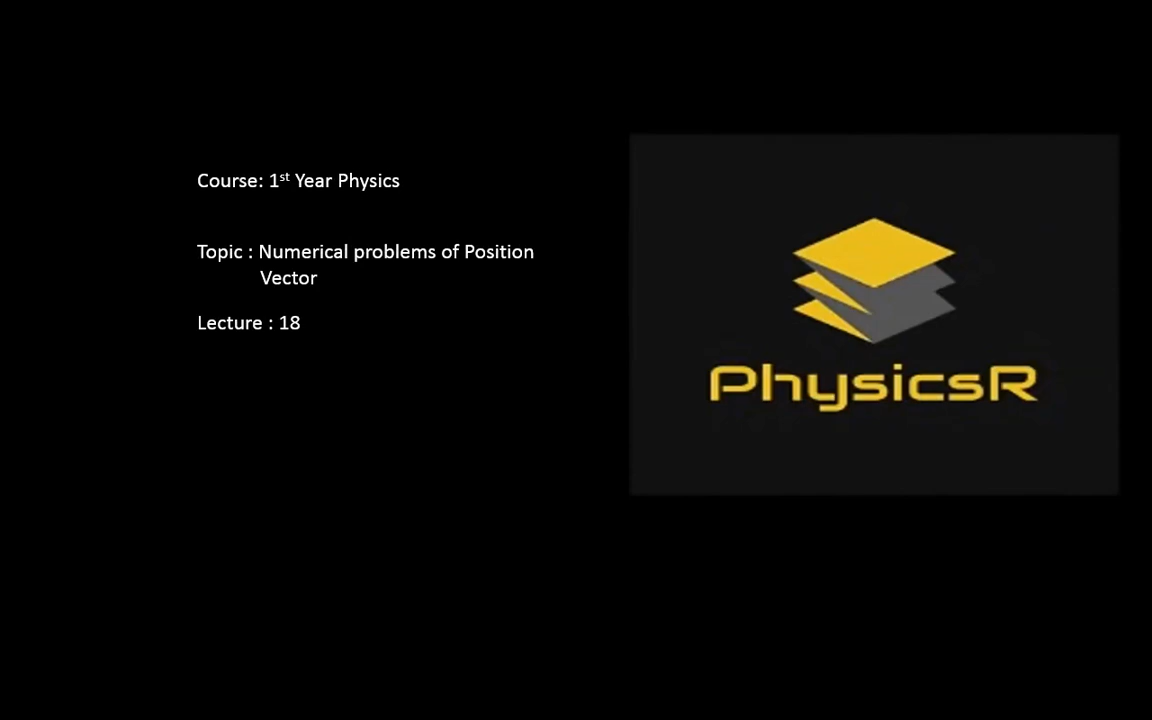 Course: 1st Year Physics
Topic : Numerical problems of Position
Vector
Lecture : 18
PhysicsR